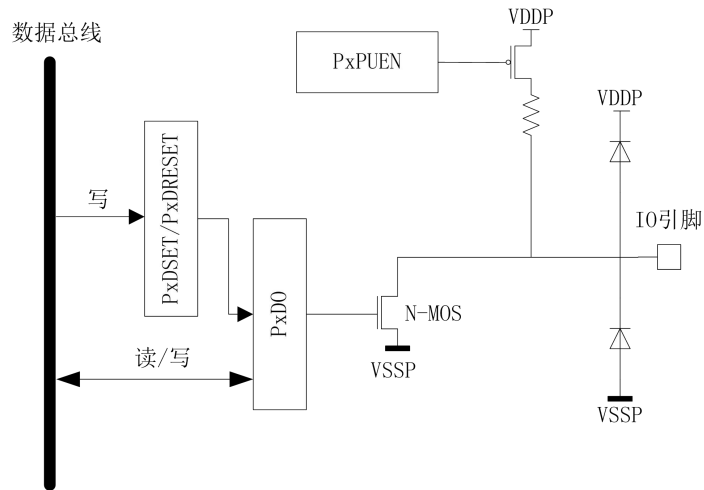 数据总线
VDDP
PxPUEN
VDDP
写
PxDSET/PxDRESET
IO引脚
PxDO
N-MOS
读/写
VSSP
VSSP